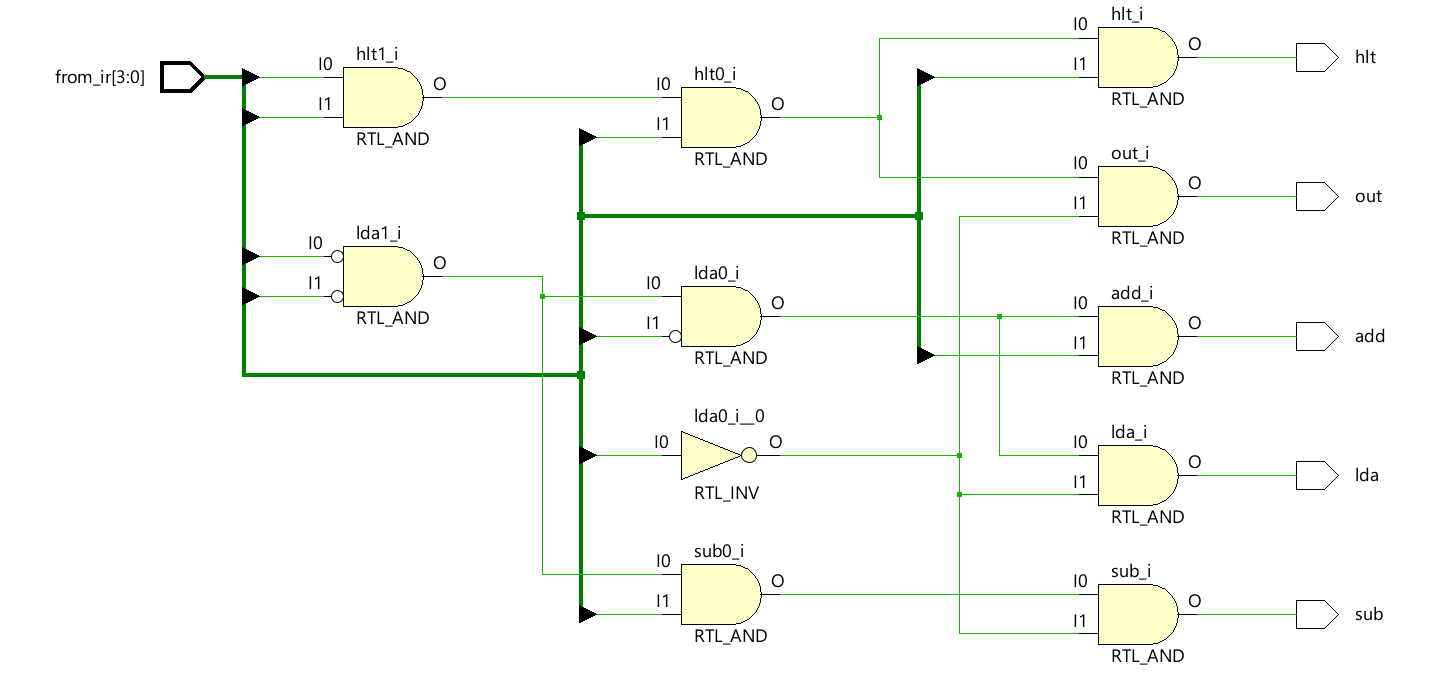 from_ir[3:0]
hlt1_i
I0
I1
O
RTL_AND
lda1_i
I0
I1
O
RTL_AND
hlt0_i
I0
I1
O
RTL_AND
lda0_i
I0
I1
O
RTL_AND
lda0_i__0
I0
O
RTL_INV
sub0_i
I0
I1
O
RTL_AND
hlt_i
I0
I1
O
RTL_AND
hlt
out_i
I0
I1
O
RTL_AND
out
add_i
I0
I1
O
RTL_AND
add
lda_i
I0
I1
O
RTL_AND
lda
sub_i
I0
I1
O
RTL_AND
sub